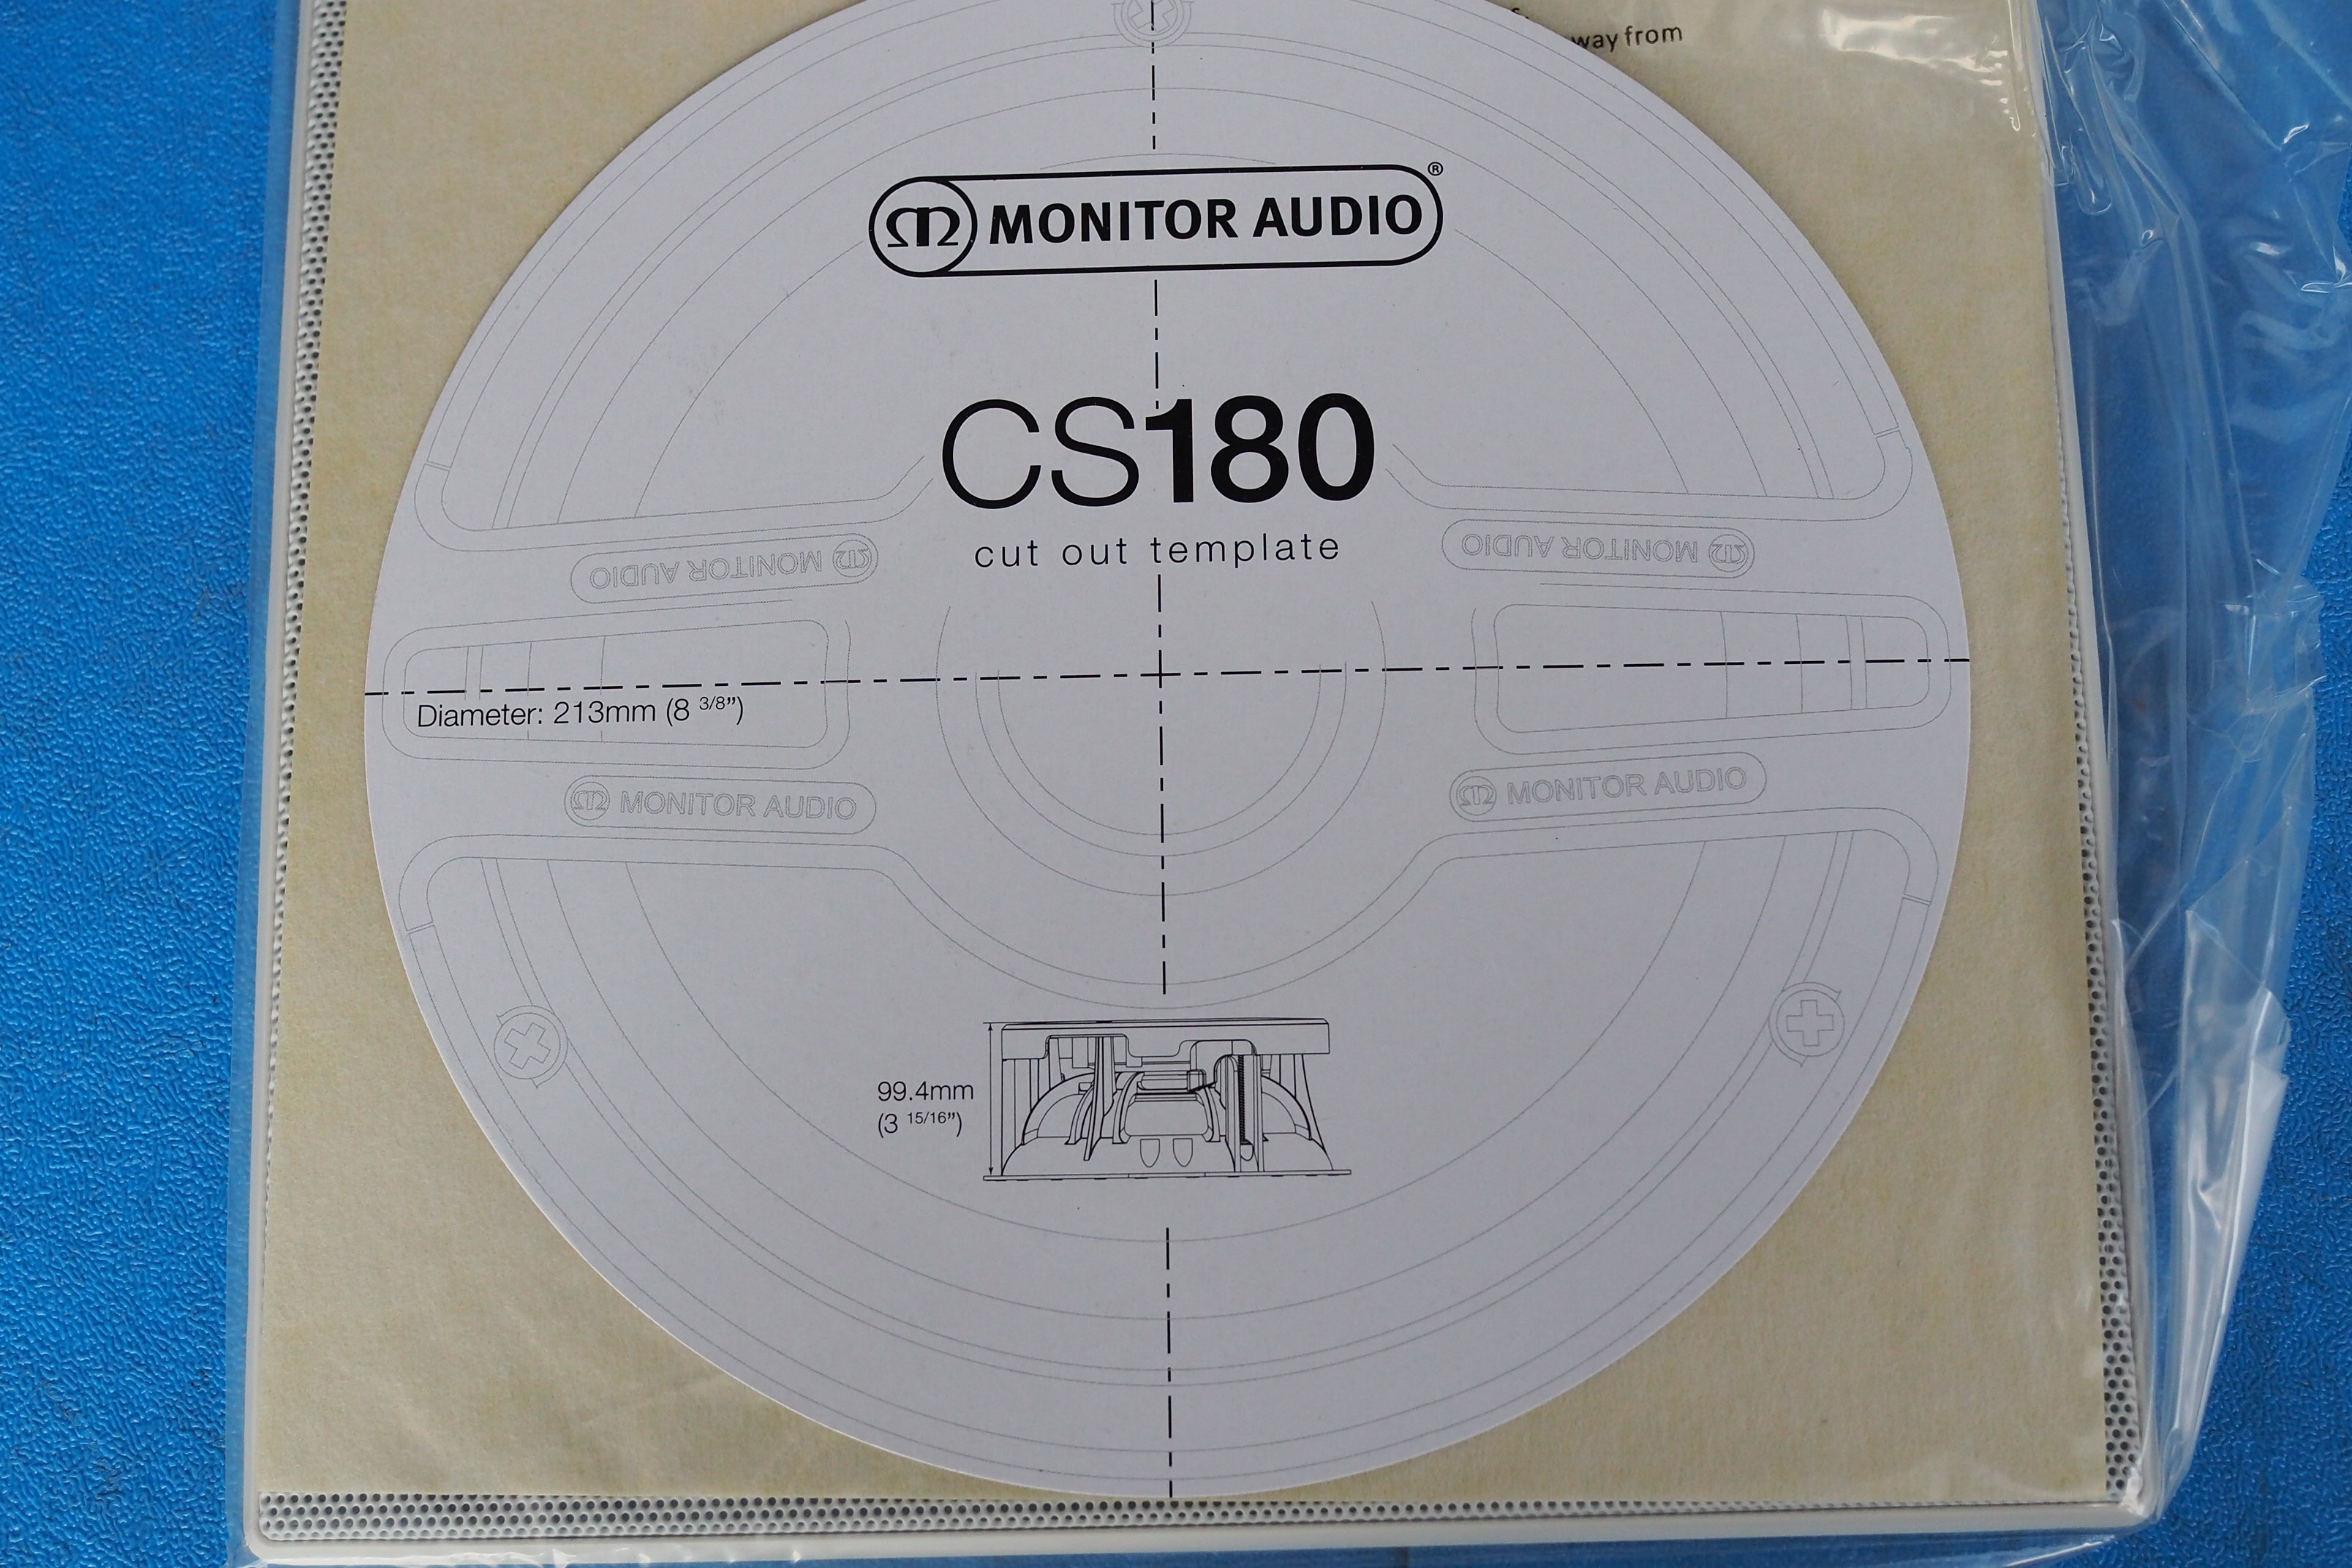 way from
MONITOR AUDIO®
CS180
cut out template
MONITOR AUDIO
MONITOR AUDIO
Diameter: 213mm (8 3/8”)
MONITOR AUDIO
MONITOR AUDIO
99.4mm
(3 15/16”)